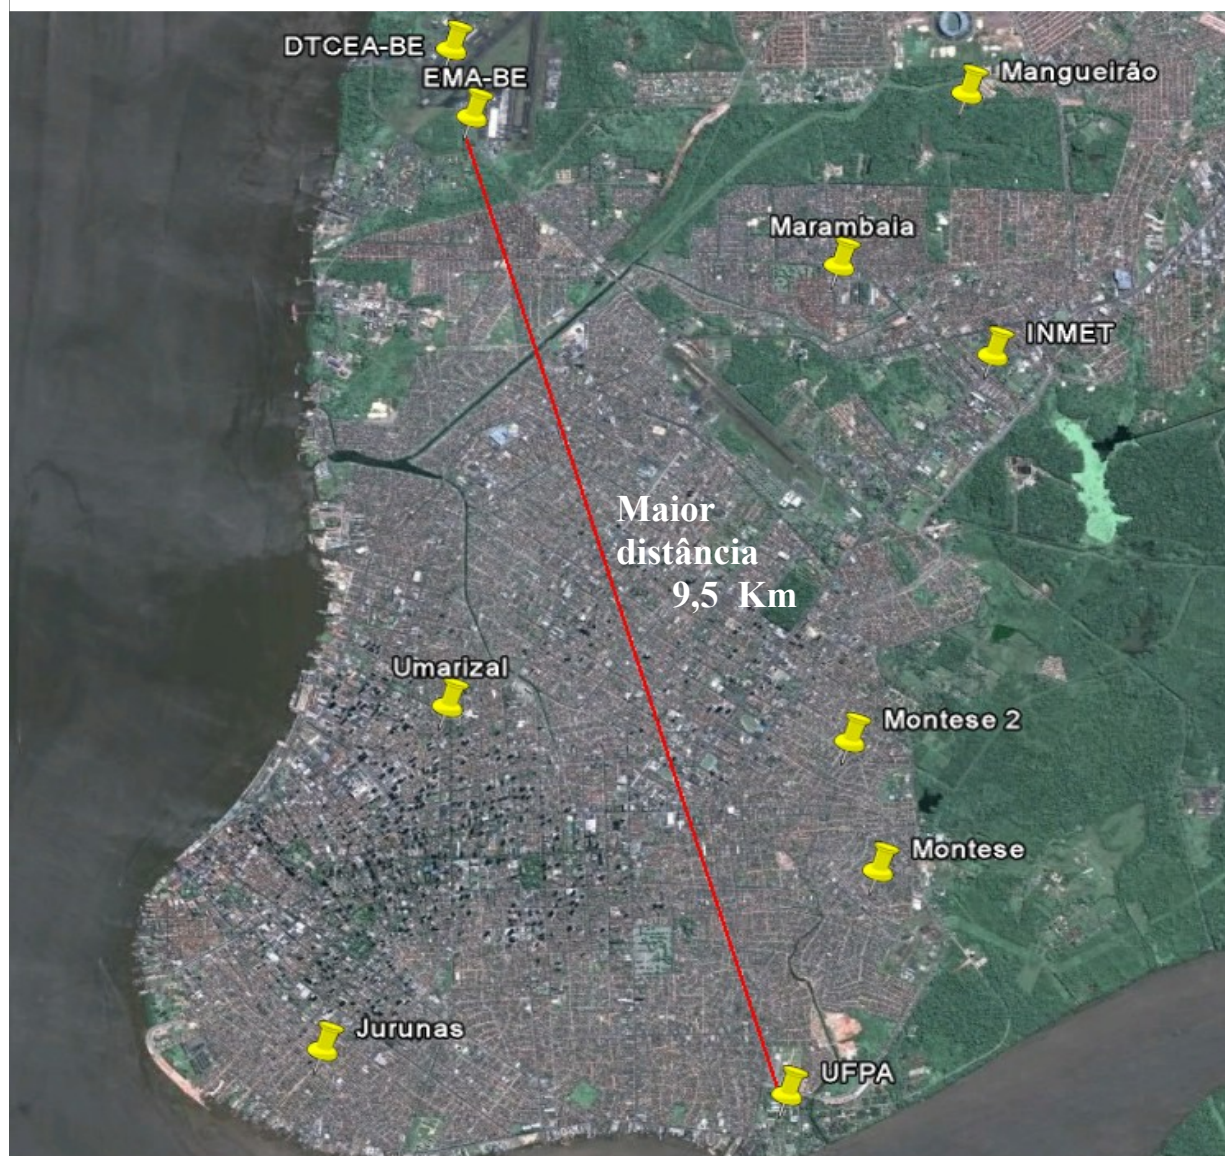 DTCEA-BE
EMA-BE
Mangueirão
Marambaia
INMET
Maior
distância
9,5 Km
Umarizal
Montese 2
Montese
Jurunas
UFPA